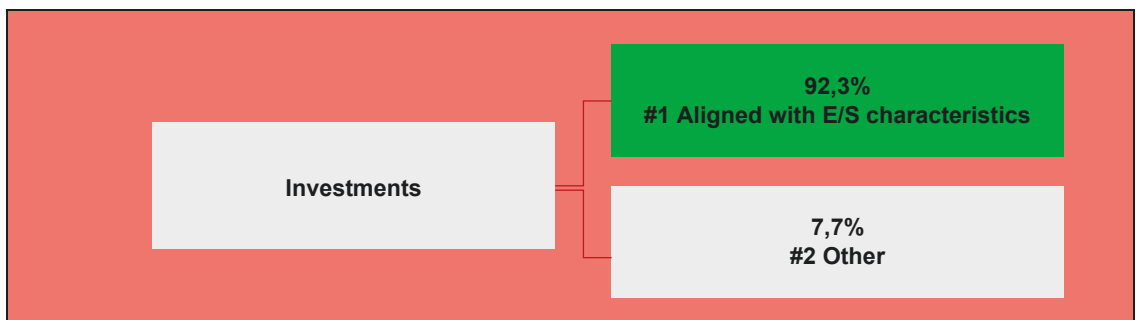 92,3%
#1 Aligned with E/S characteristics
Investments
7,7%
#2 Other